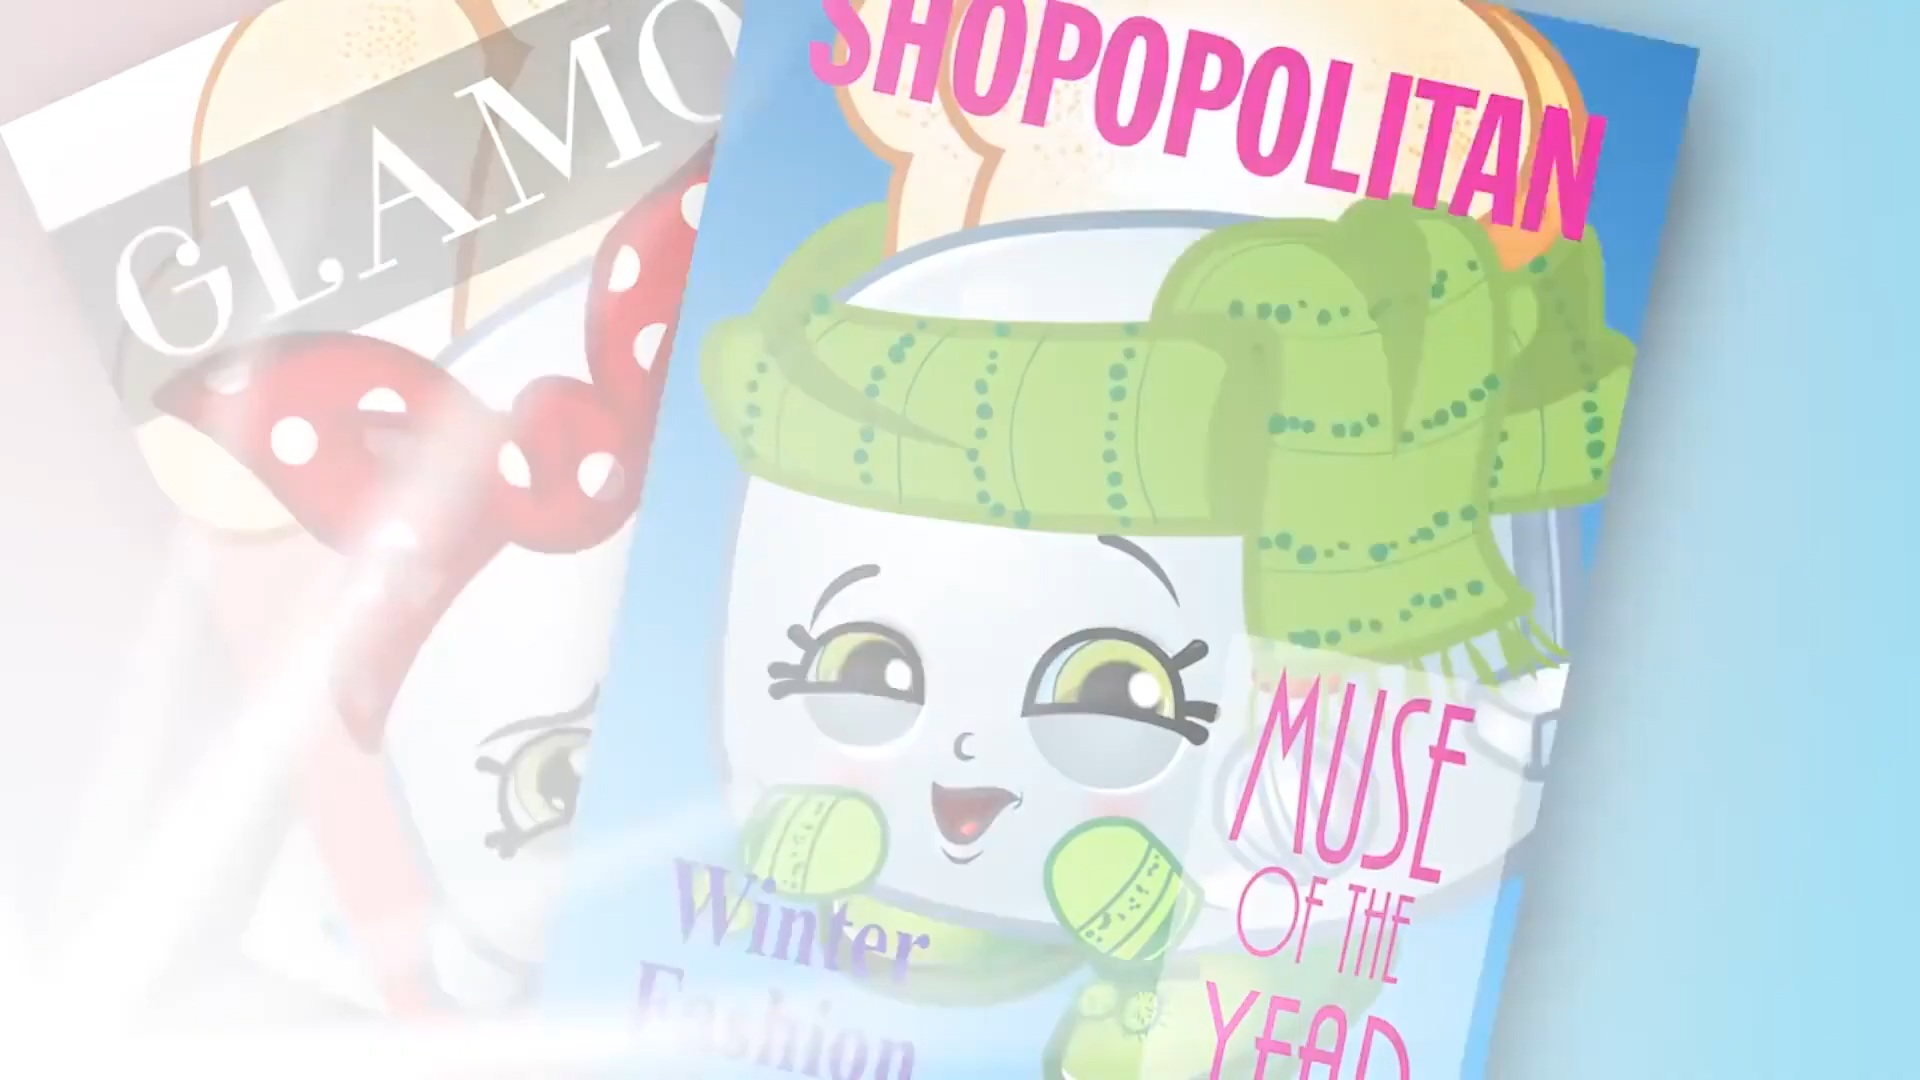 GLAMO
SHOPOPOLITAN
MUSE
OF THE
YEAR
Winter
Fashion